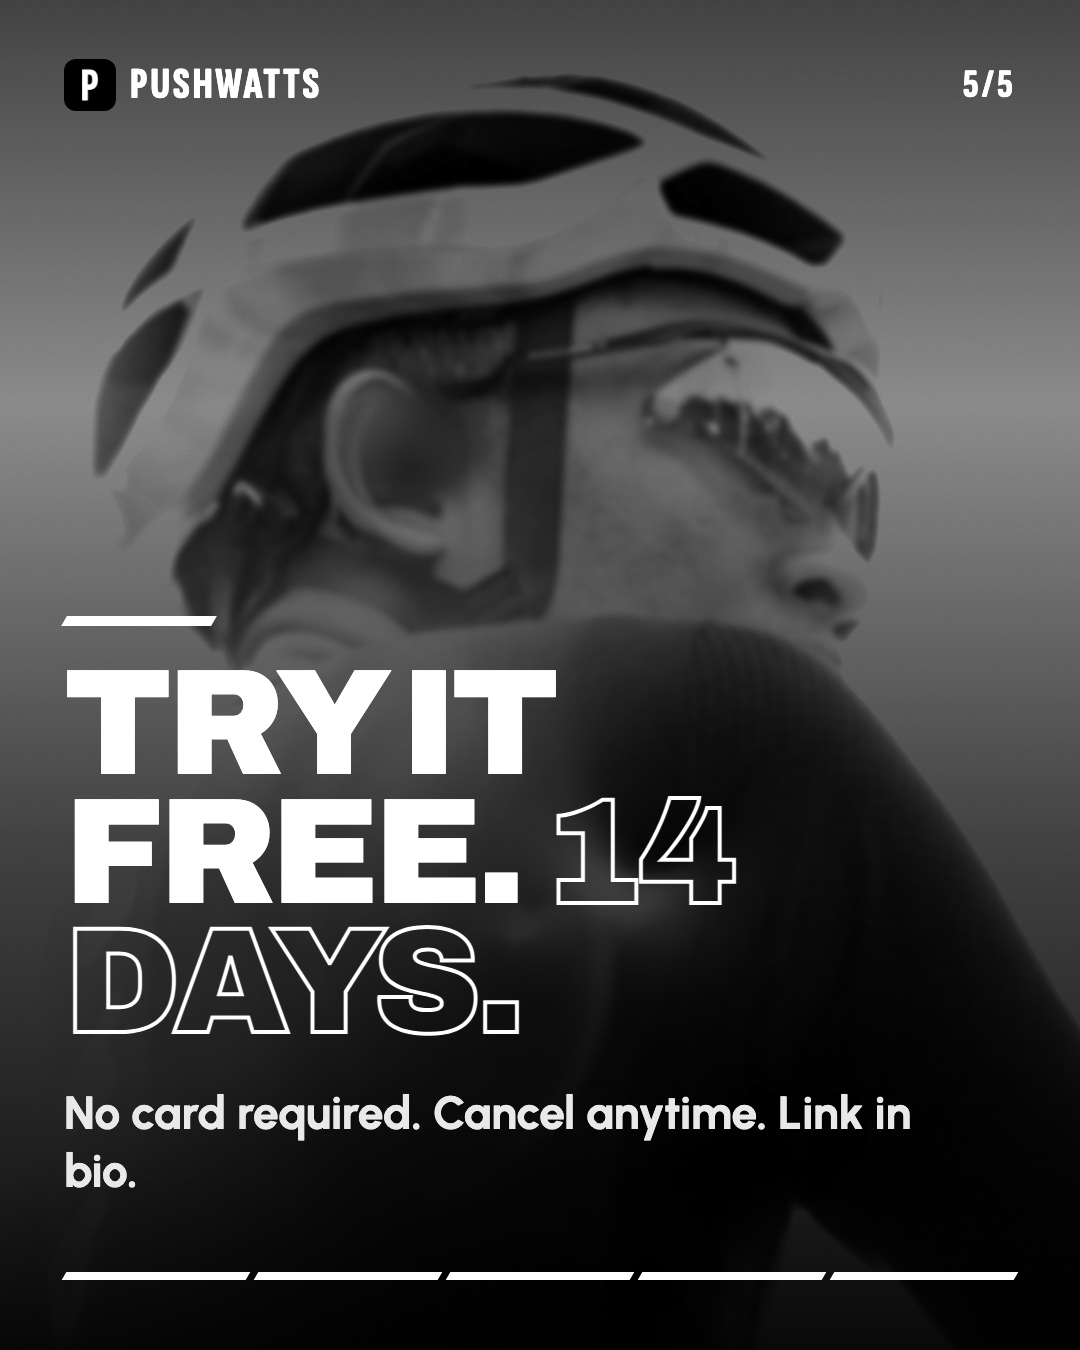 P PUSHWATTS
5/5
TRY IT
FREE. 14
DAYS.
No card required. Cancel anytime. Link in
bio.